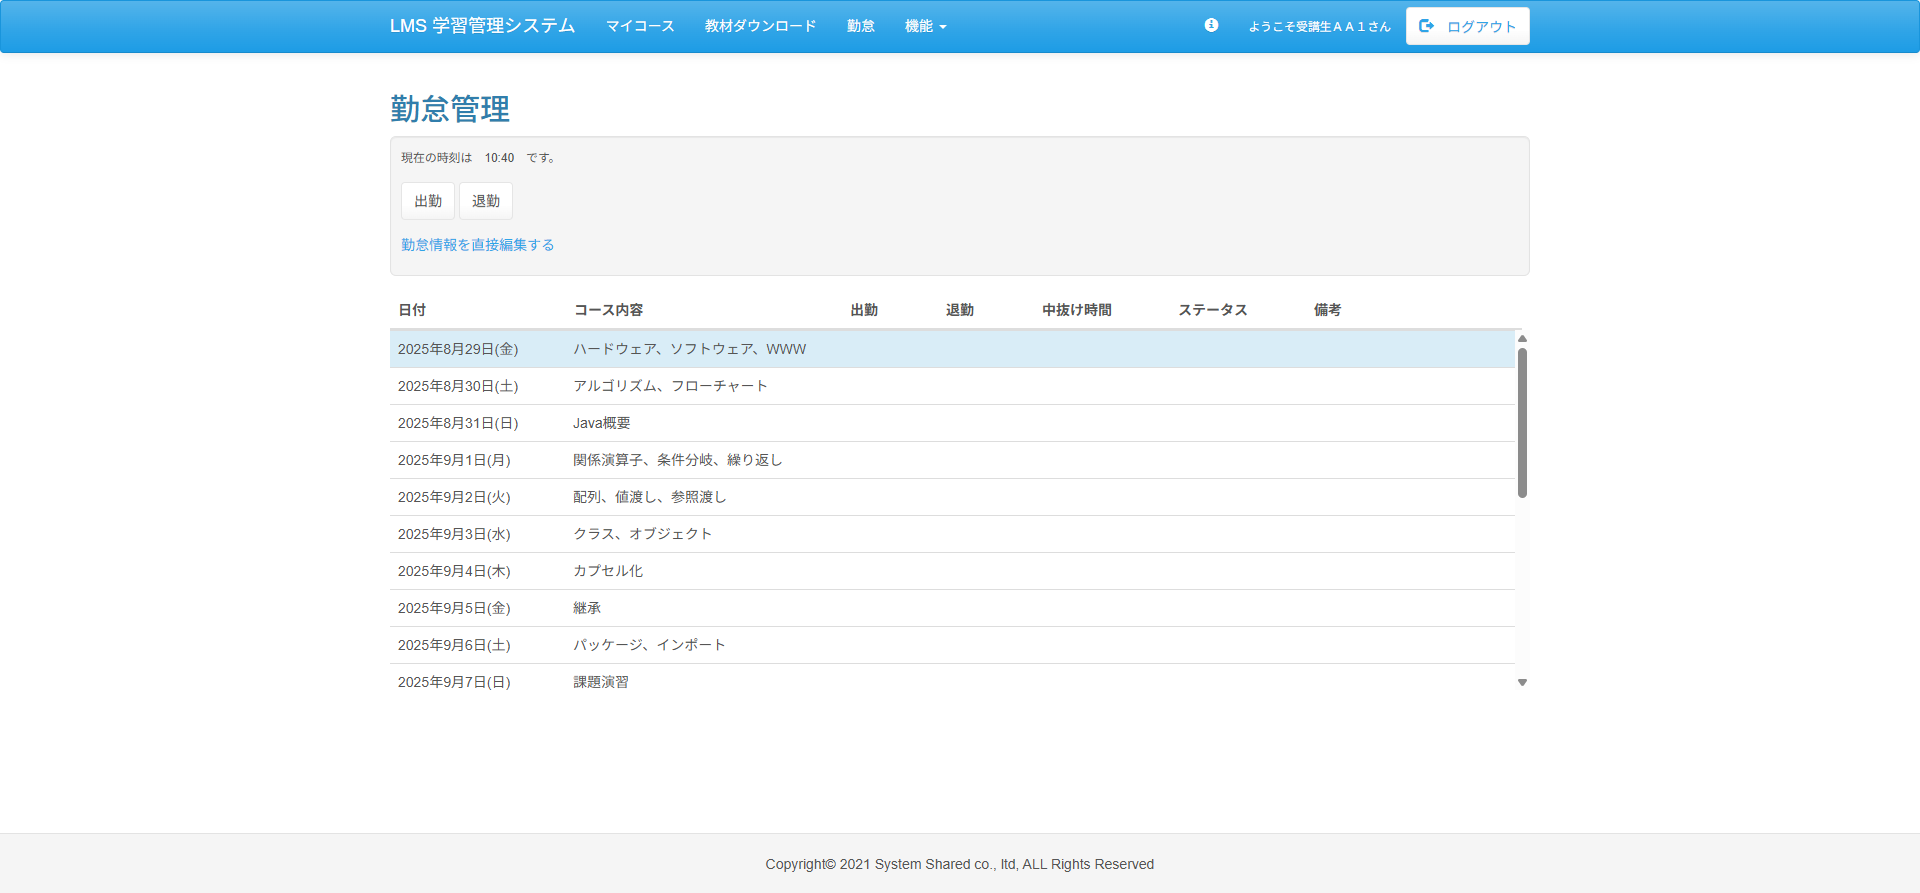 LMS 学習管理システム マイコース 教材ダウンロード 勤怠 機能 ようこそ受講生ＡＡ１さん ログアウト
勤怠管理
現在の時刻は 10:40 です。
出勤 退勤
勤怠情報を直接編集する
日付 コース内容 出勤 退勤 中抜け時間 ステータス 備考
2025年8月29日(金) ハードウェア、ソフトウェア、WWW
2025年8月30日(土) アルゴリズム、フローチャート
2025年8月31日(日) Java概要
2025年9月1日(月) 関係演算子、条件分岐、繰り返し
2025年9月2日(火) 配列、値渡し、参照渡し
2025年9月3日(水) クラス、オブジェクト
2025年9月4日(木) カプセル化
2025年9月5日(金) 継承
2025年9月6日(土) パッケージ、インポート
2025年9月7日(日) 課題演習
Copyright© 2021 System Shared co., ltd, ALL Rights Reserved